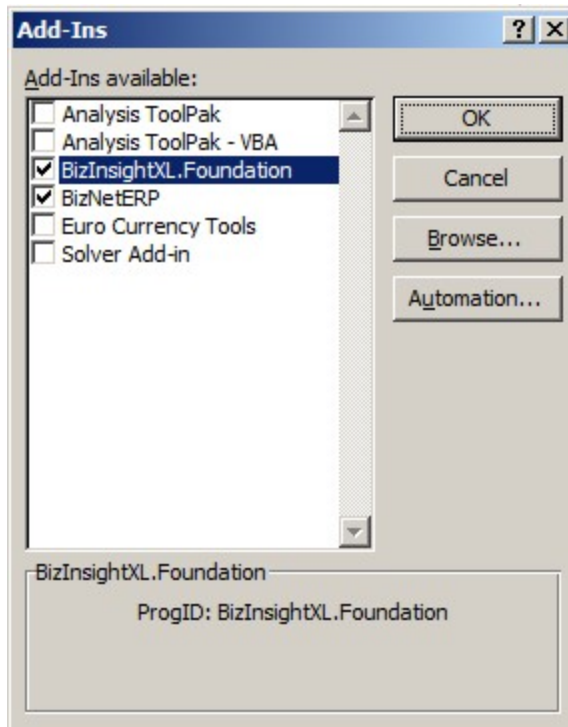 Add-Ins
Add-Ins available:
Analysis ToolPak
Analysis ToolPak - VBA
BizInsightXL.Foundation
BizNetERP
Euro Currency Tools
Solver Add-in
OK
Cancel
Browse...
Automation...
BizInsightXL.Foundation
ProgID: BizInsightXL.Foundation